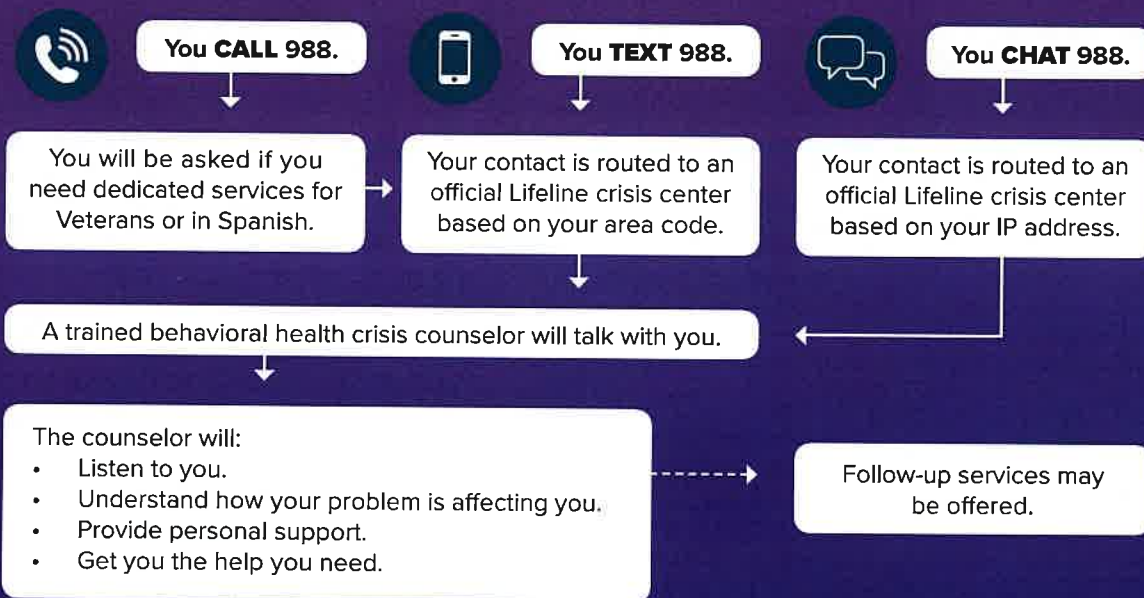 You CALL 988.
You TEXT 988.
You CHAT 988.
You will be asked if you
need dedicated services for
Veterans or in Spanish.
Your contact is routed to an
official Lifeline crisis center
based on your area code.
Your contact is routed to an
official Lifeline crisis center
based on your IP address.
A trained behavioral health crisis counselor will talk with you.
The counselor will:
• Listen to you.
• Understand how your problem is affecting you.
• Provide personal support.
• Get you the help you need.
Follow-up services may
be offered.